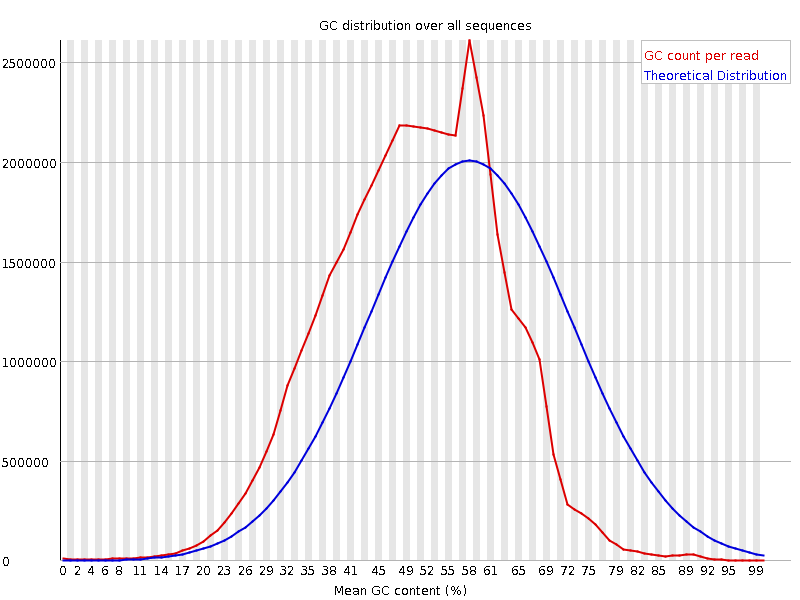 GC distribution over all sequences
GC count per read
Theoretical Distribution
2500000
2000000
1500000
1000000
500000
0
0 2 4 6 8 11 14 17 20 23 26 29 32 35 38 41 45 49 52 55 58 61 65 69 72 75 79 82 85 89 92 95 99
Mean GC content (%)